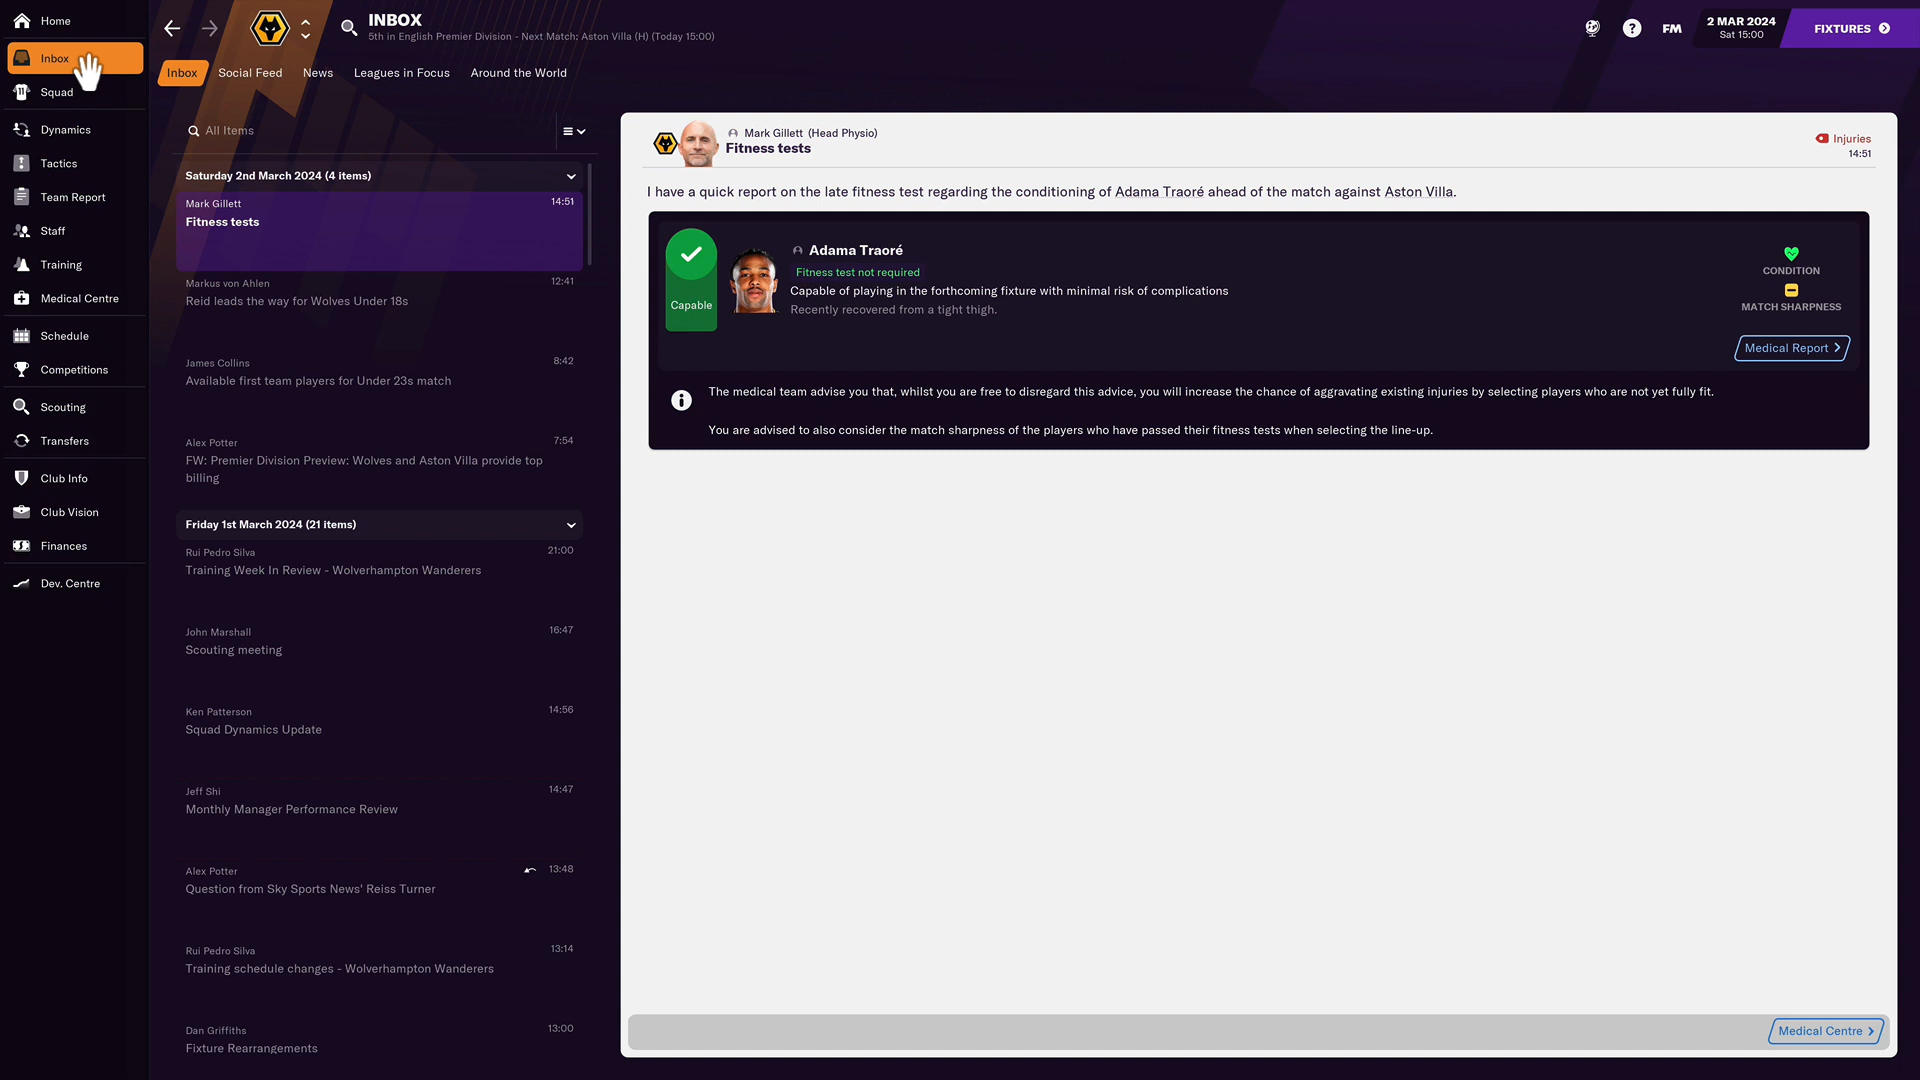 Home
Inbox
Squad
Dynamics
Tactics
Team Report
Staff
Training
Medical Centre
Schedule
Competitions
Scouting
Transfers
Club Info
Club Vision
Finances
Dev. Centre
INBOX
5th in English Premier Division - Next Match: Aston Villa (H) (Today 15:00)
FM
2 MAR 2024
Sat 15:00
FIXTURES
Inbox Social Feed News Leagues in Focus Around the World
All Items
Saturday 2nd March 2024 (4 items)
Mark Gillett 14:51
Fitness tests
Markus von Ahlen 12:41
Reid leads the way for Wolves Under 18s
James Collins 8:42
Available first team players for Under 23s match
Alex Potter 7:54
FW: Premier Division Preview: Wolves and Aston Villa provide top
billing
Friday 1st March 2024 (21 items)
Rui Pedro Silva 21:00
Training Week In Review - Wolverhampton Wanderers
John Marshall 16:47
Scouting meeting
Ken Patterson 14:56
Squad Dynamics Update
Jeff Shi 14:47
Monthly Manager Performance Review
Alex Potter 13:48
Question from Sky Sports News' Reiss Turner
Rui Pedro Silva 13:14
Training schedule changes - Wolverhampton Wanderers
Dan Griffiths 13:00
Fixture Rearrangements
Mark Gillett (Head Physio)
Fitness tests
Injuries
14:51
I have a quick report on the late fitness test regarding the conditioning of Adama Traoré ahead of the match against Aston Villa.
Capable
Adama Traoré
Fitness test not required
Capable of playing in the forthcoming fixture with minimal risk of complications
Recently recovered from a tight thigh.
CONDITION
MATCH SHARPNESS
Medical Report
The medical team advise you that, whilst you are free to disregard this advice, you will increase the chance of aggravating existing injuries by selecting players who are not yet fully fit.
You are advised to also consider the match sharpness of the players who have passed their fitness tests when selecting the line-up.
Medical Centre